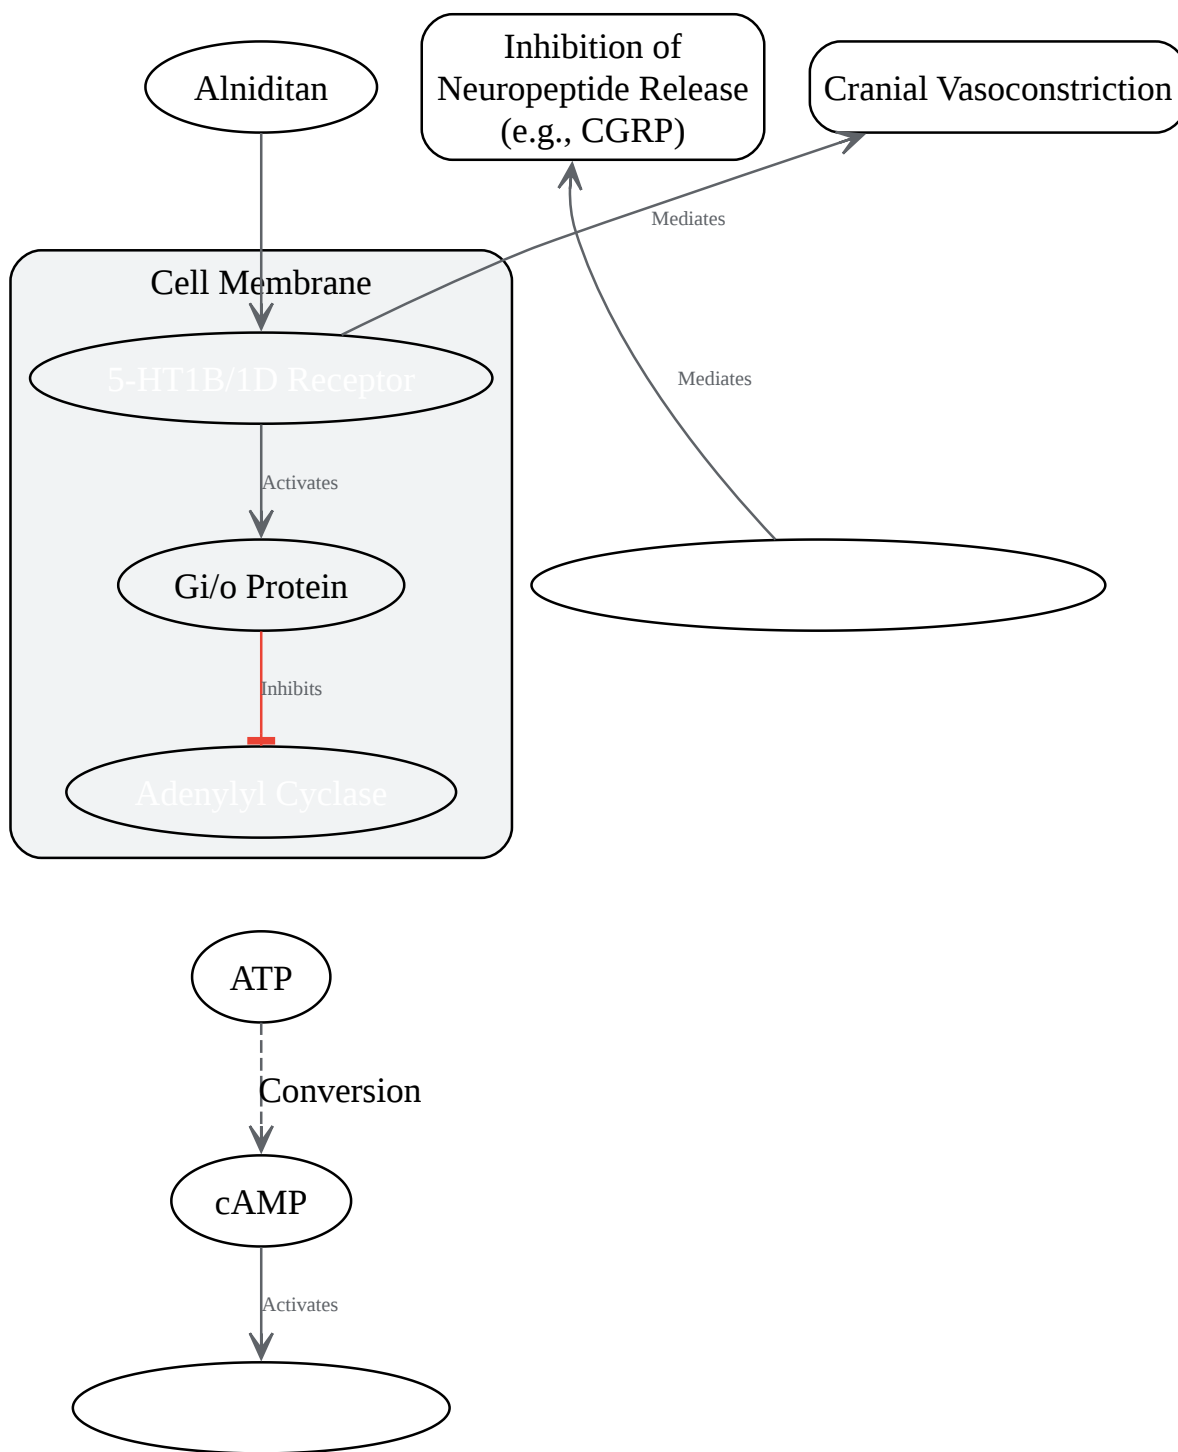 Alniditan
Inhibition of
Neuropeptide Release
(e.g., CGRP)
Cranial Vasoconstriction
Mediates
Cell Membrane
5-HT1B/1D Receptor
Mediates
Activates
Gi/o Protein
Inhibits
Adenylyl Cyclase
ATP
Conversion
cAMP
Activates